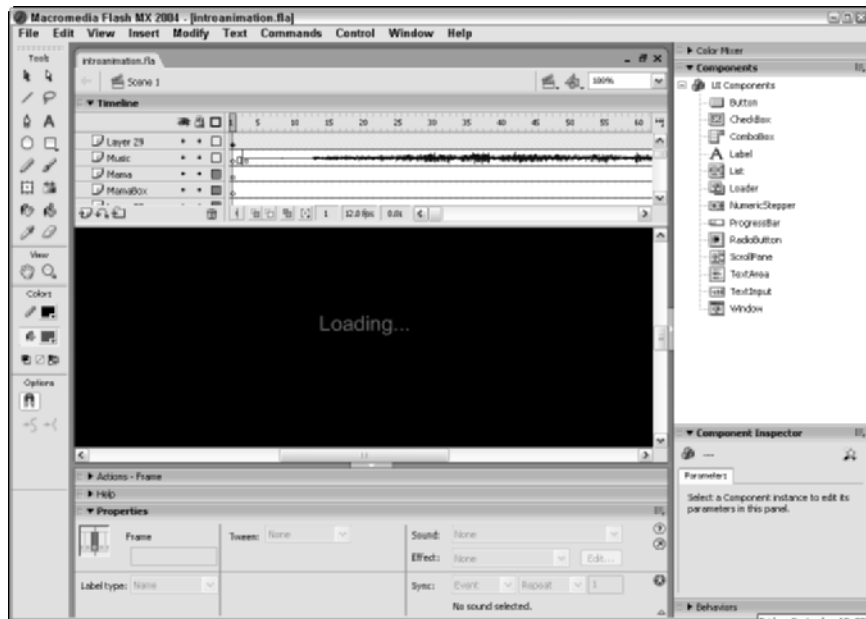 Macromedia Flash MX 2004 - [introanimation.fla]
File Edit View Insert Modify Text Commands Control Window Help
Tools
View
Colors
Options
introanimation.fla
Scene 1
100%
Timeline
1 5 10 15 20 25 30 35 40 45 50 55 60
Layer 29
Music
Mama
MamaBox
1 12.0 fps 0.0s
Loading...
Actions - Frame
Help
Properties
Frame
Tween: None
Sound: None
Effect: None Edit...
Label type: Name
Sync: Event Repeat 1
No sound selected.
Color Mixer
Components
UI Components
Button
CheckBox
ComboBox
Label
List
Loader
NumericStepper
ProgressBar
RadioButton
ScrollPane
TextArea
TextInput
Window
Component Inspector
---
Parameters
Select a Component instance to edit its
parameters in this panel.
Behaviors